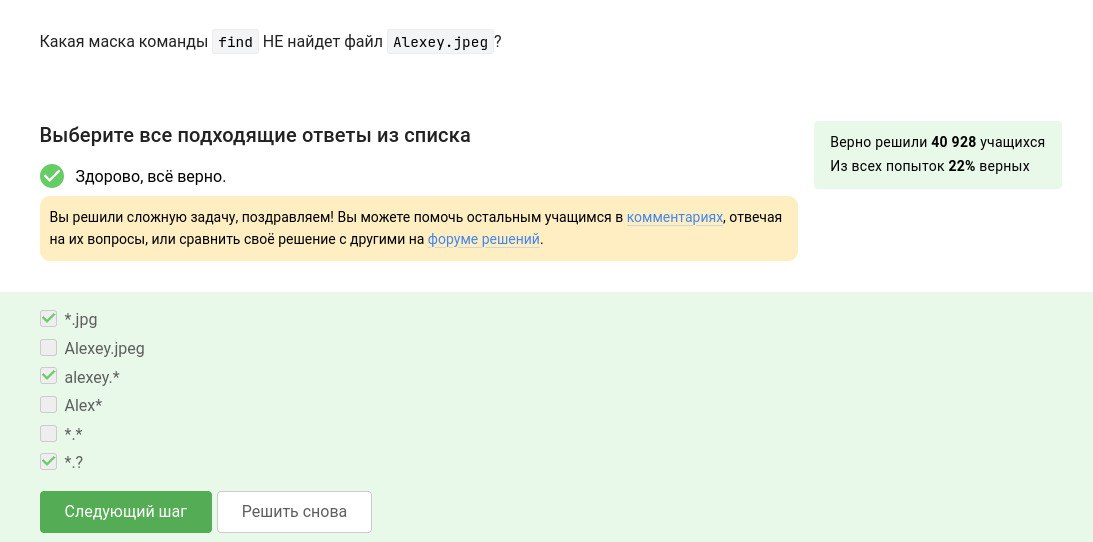 Какая маска команды find НЕ найдет файл Alexey.jpeg ?
Выберите все подходящие ответы из списка
Верно решили 40 928 учащихся
Из всех попыток 22% верных
Здорово, всё верно.
Вы решили сложную задачу, поздравляем! Вы можете помочь остальным учащимся в комментариях, отвечая
на их вопросы, или сравнить своё решение с другими на форуме решений.
*.jpg
Alexey.jpeg
alexey.*
Alex*
*.*
*.?
Следующий шаг
Решить снова